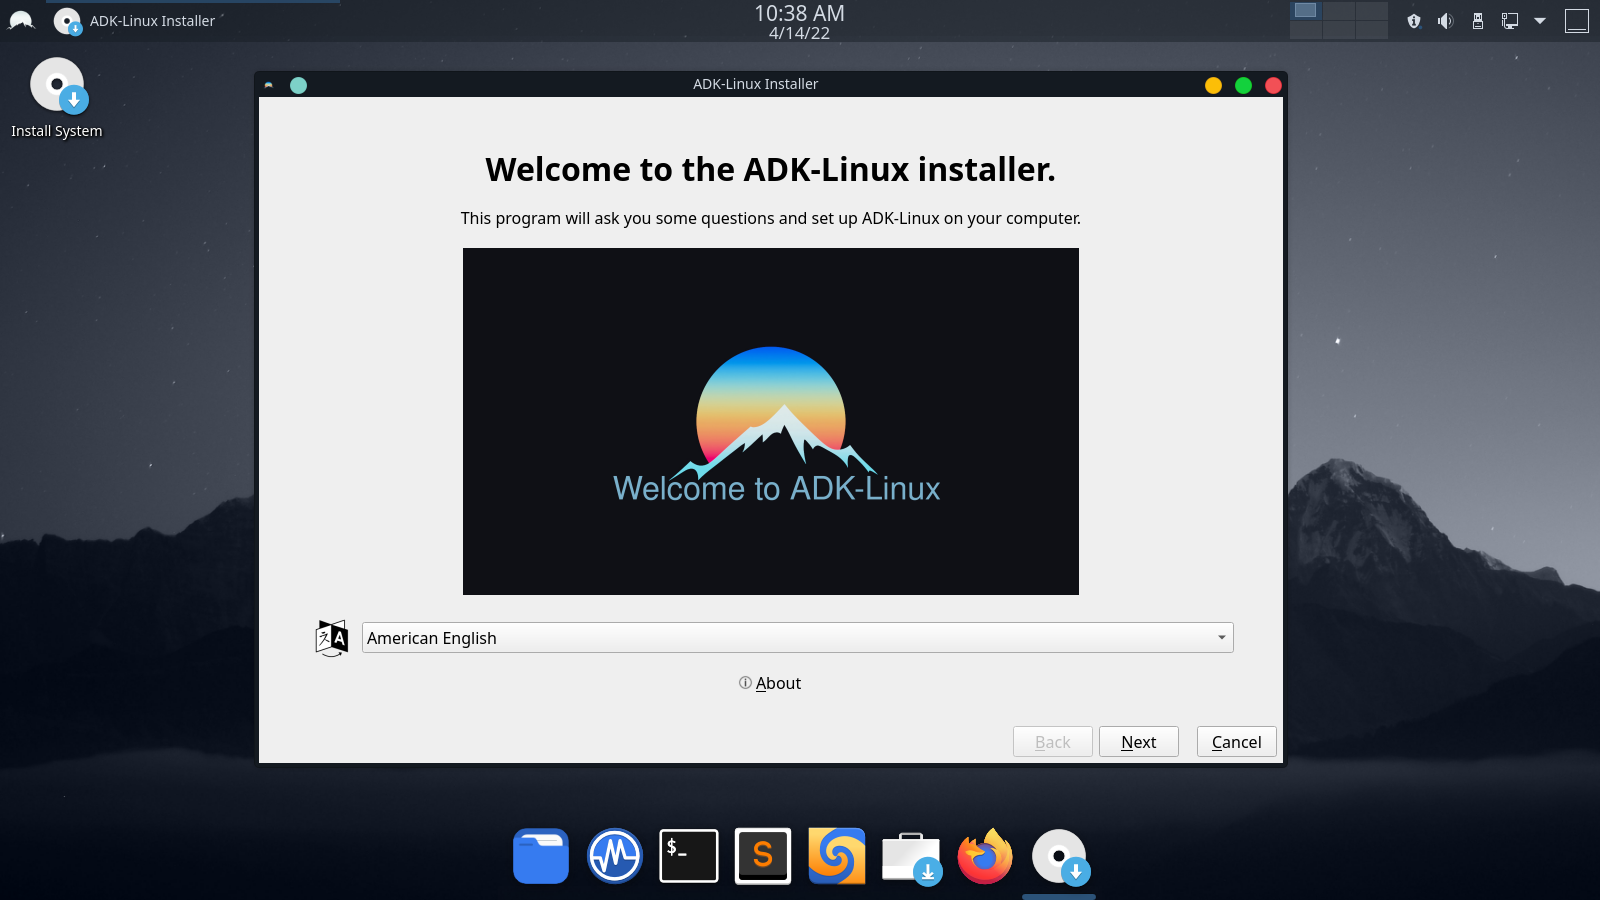 ADK-Linux Installer
10:38 AM
4/14/22
Install System
ADK-Linux Installer
Welcome to the ADK-Linux installer.
This program will ask you some questions and set up ADK-Linux on your computer.
Welcome to ADK-Linux
American English
About
Back
Next
Cancel
$_
S